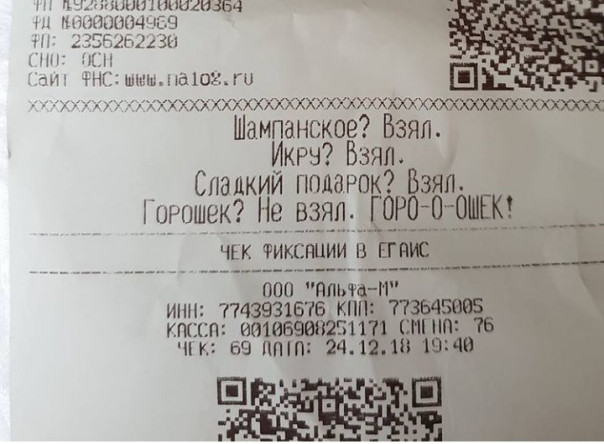 ФН №9280000100020364
ФД №0000004969
ФП: 2356262230
СНО: ОСН
Сайт ФНС: www.nalog.ru
Шампанское? Взял.
Икру? Взял.
Сладкий подарок? Взял.
Горошек? Не взял. ГОРО-О-ОШЕК!
ЧЕК ФИКСАЦИИ В ЕГАИС
ООО "Альфа-М"
ИНН: 7743931676 КПП: 773645005
КАССА: 00106908251171 СМЕНА: 76
ЧЕК: 69 ДАТА: 24.12.18 19:40